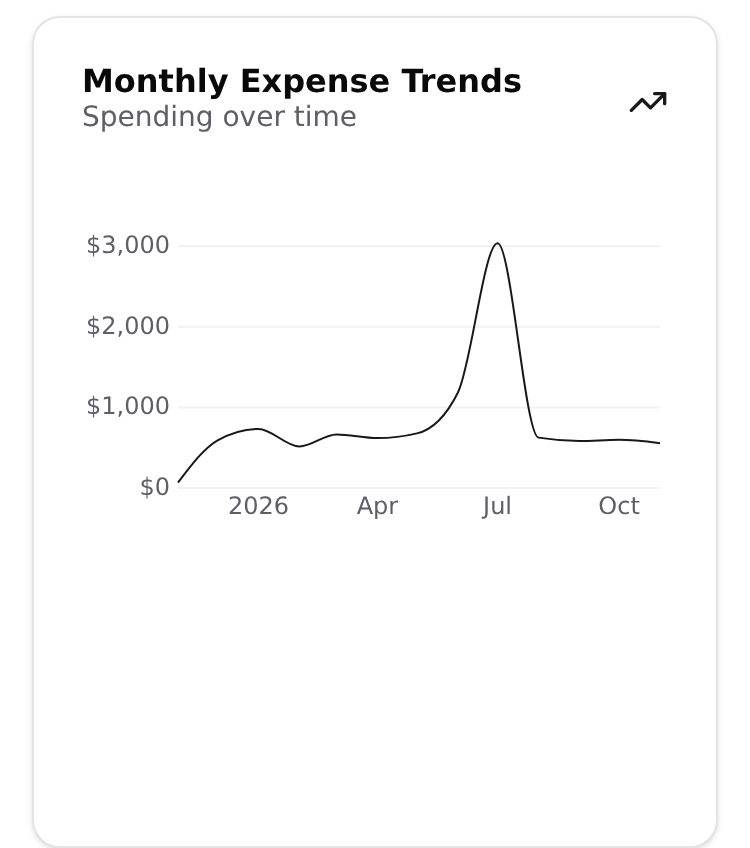 Monthly Expense Trends
Spending over time
$3,000
$2,000
$1,000
$0
2026 Apr Jul Oct